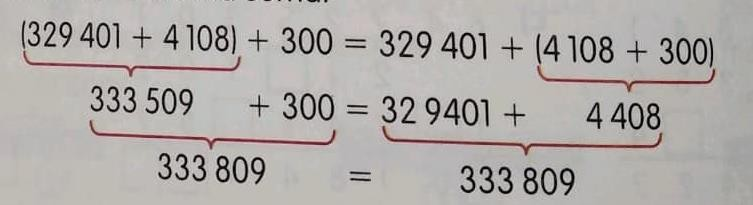 (329 401 + 4 108) + 300 = 329 401 + (4 108 + 300)
333 509 + 300 = 32 9401 + 4 408
333 809 = 333 809